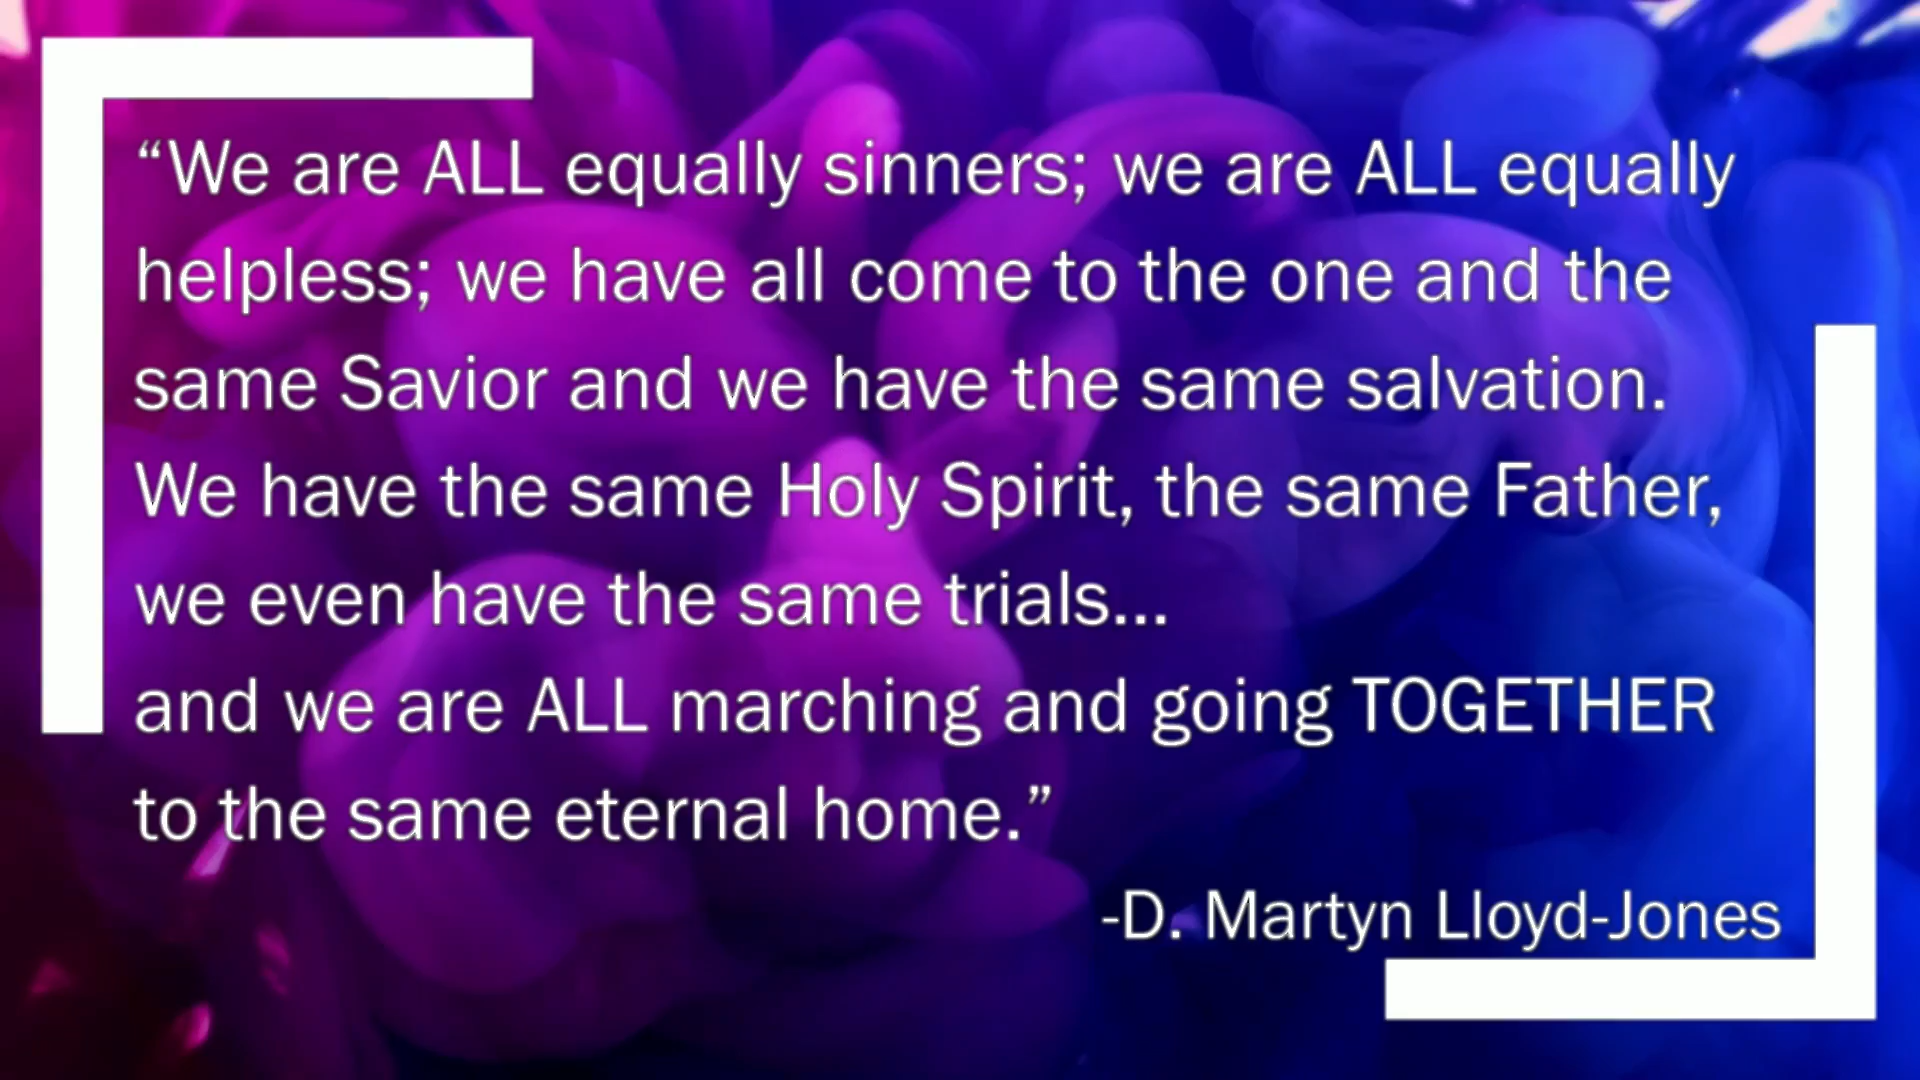 “We are ALL equally sinners; we are ALL equally
helpless; we have all come to the one and the
same Savior and we have the same salvation.
We have the same Holy Spirit, the same Father,
we even have the same trials...
and we are ALL marching and going TOGETHER
to the same eternal home.”
-D. Martyn Lloyd-Jones